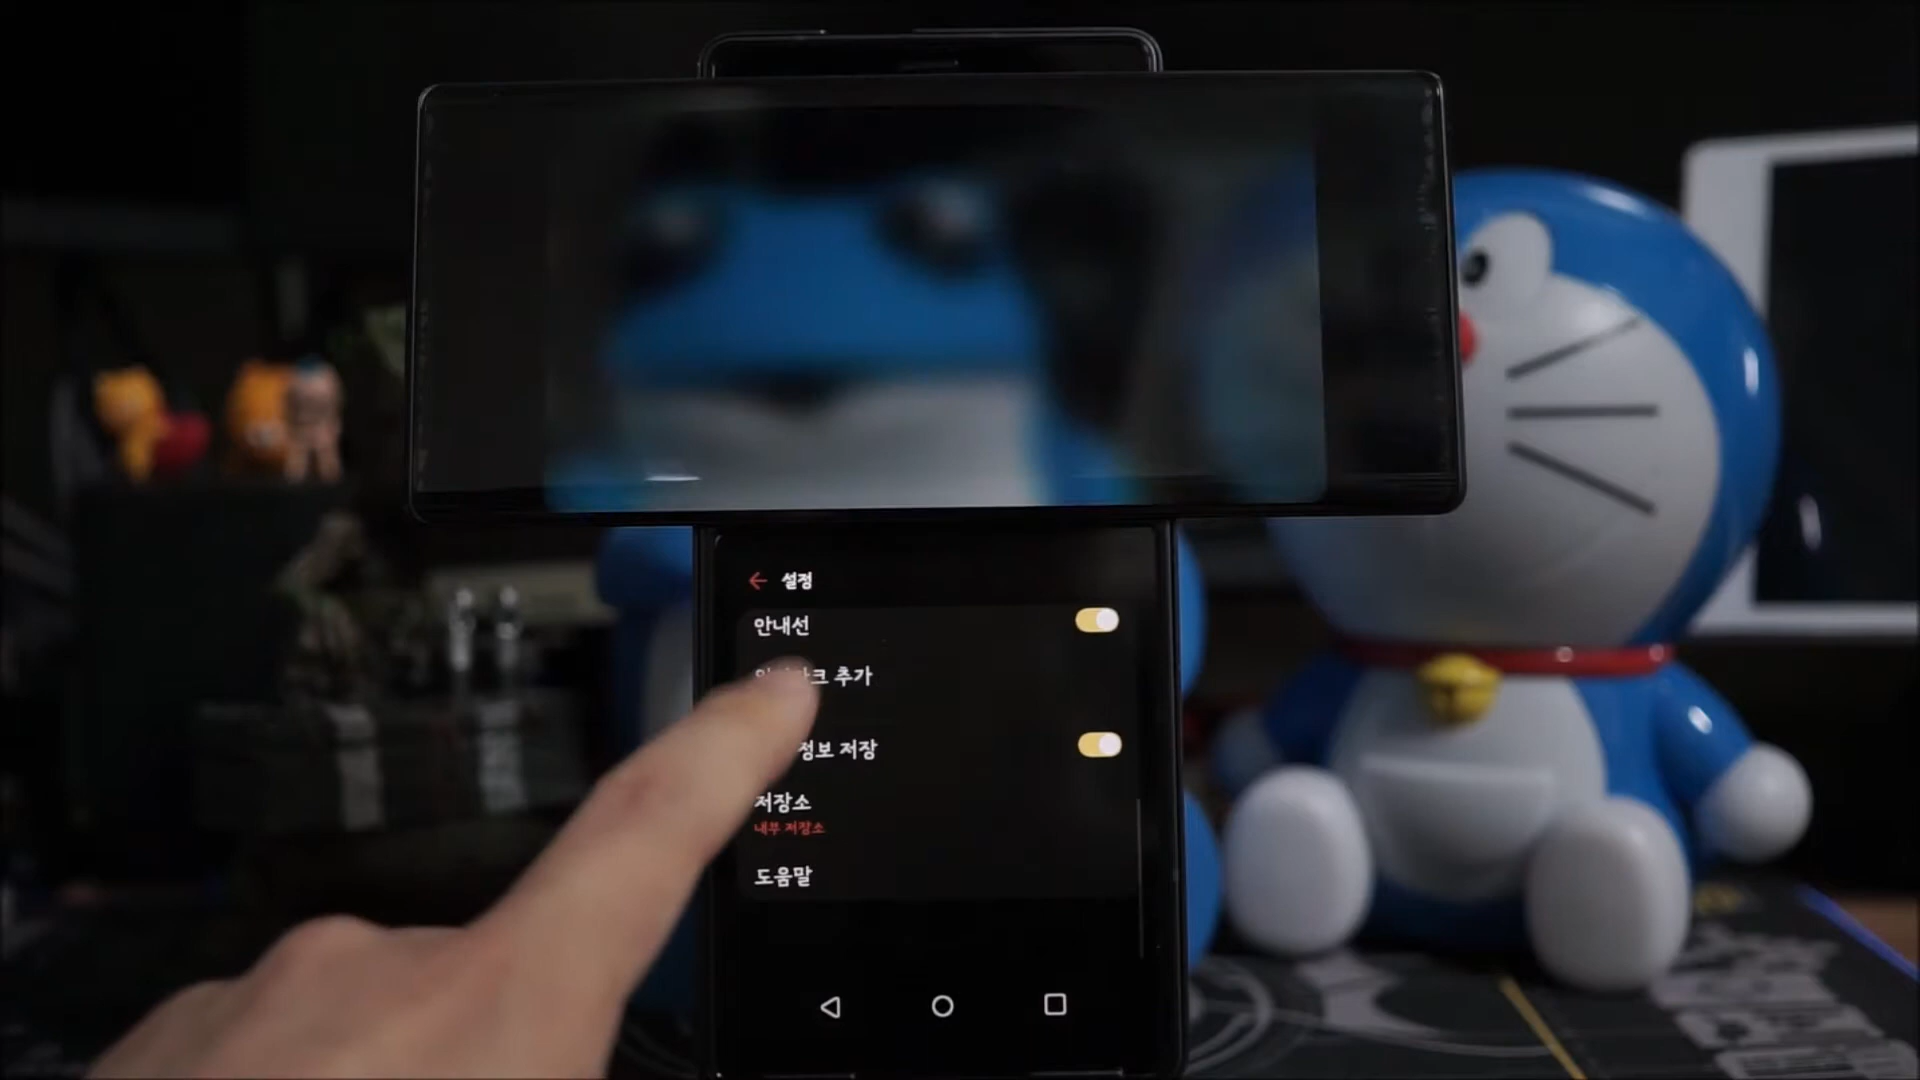 설정
안내선
추가
정보 저장
저장소
내부 저장소
도움말